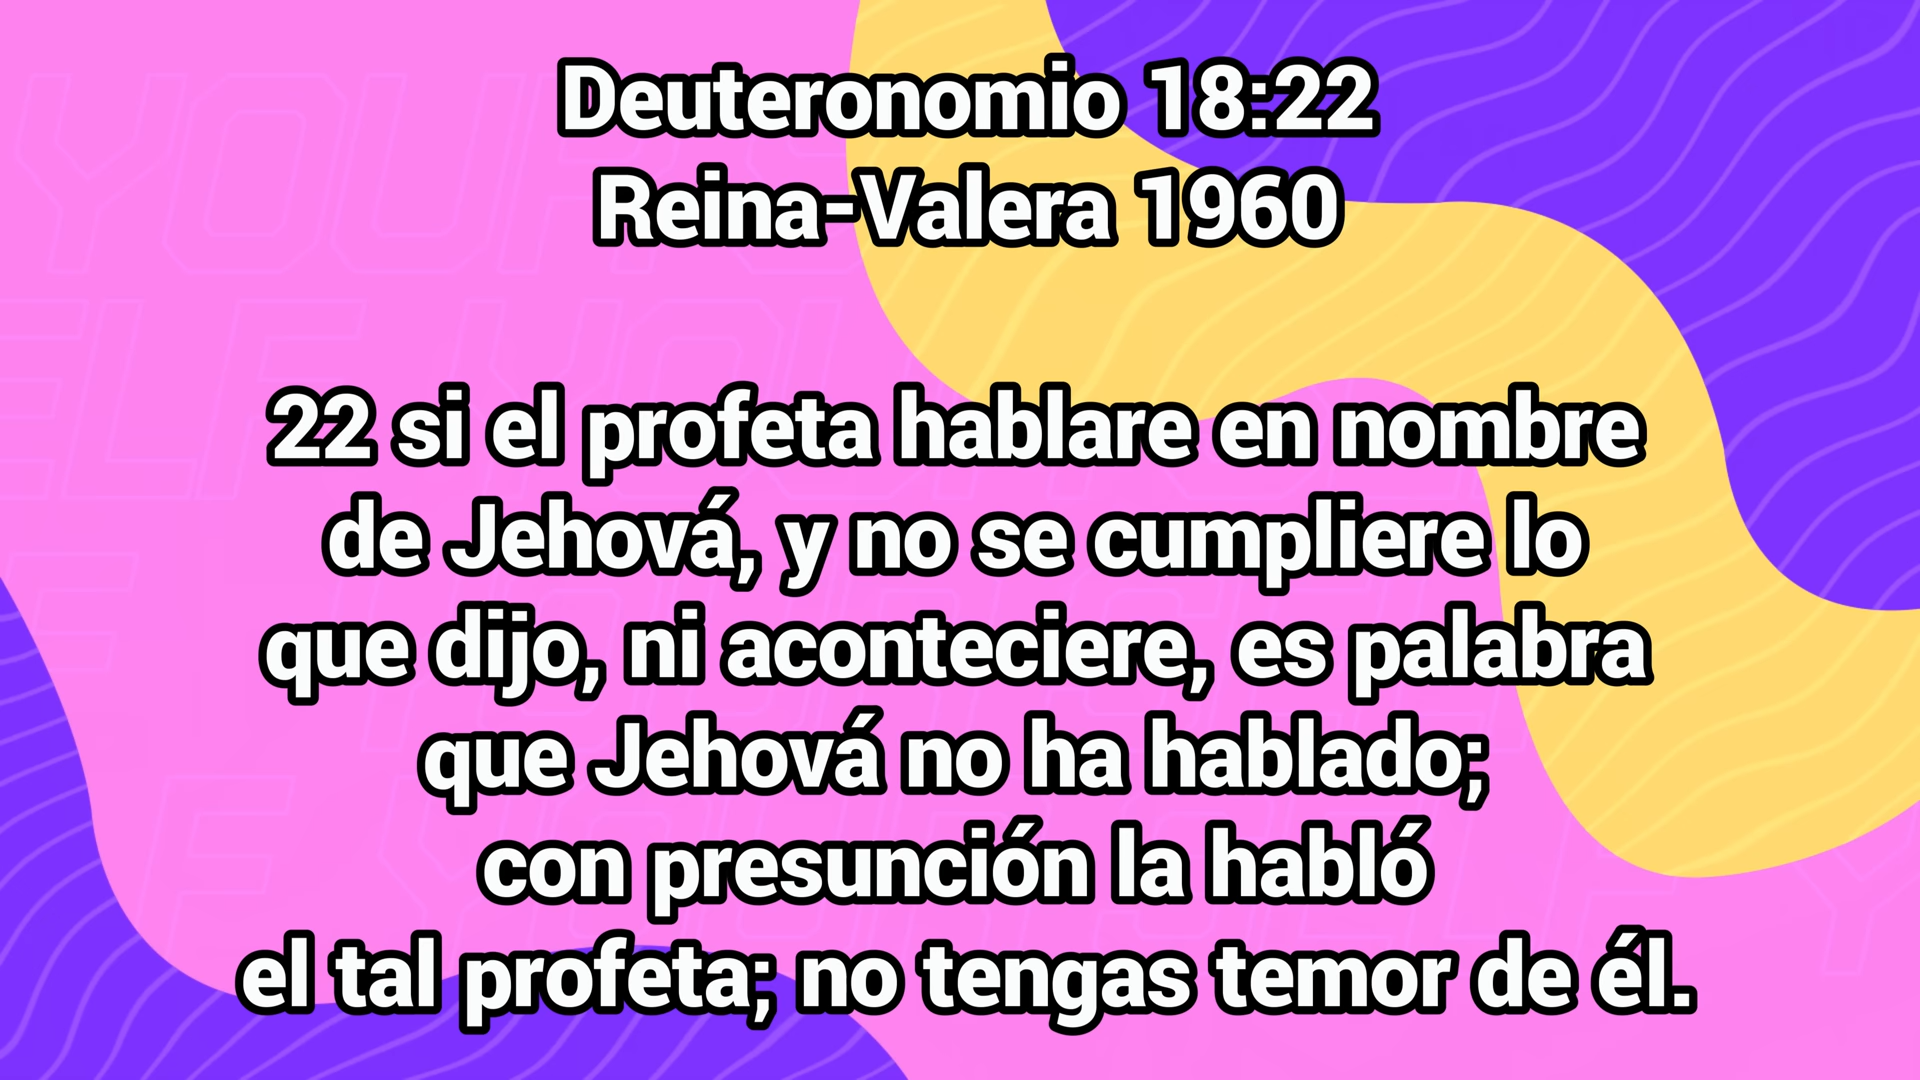 Deuteronomio 18:22
Reina-Valera 1960
22 si el profeta hablare en nombre
de Jehová, y no se cumpliere lo
que dijo, ni aconteciere, es palabra
que Jehová no ha hablado;
con presunción la habló
el tal profeta; no tengas temor de él.